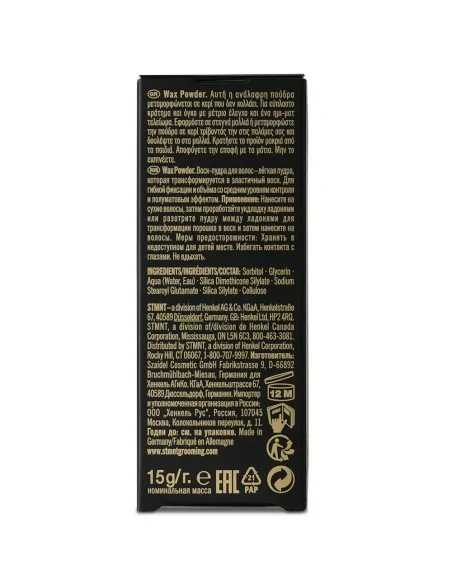 GR Wax Powder. Αυτή η ανάλαφρη πούδρα
μεταμορφώνεται σε κερί που δεν κολλάει. Για εύπλαστο
κράτημα και όγκο με μέτριο έλεγχο και ένα ημι-ματ
τελείωμα. Εφαρμόστε σε στεγνά μαλλιά ή μεταμορφώστε
την πούδρα σε κερί τρίβοντάς την στις παλάμες σας και
δουλέψτε το στα μαλλιά. Κρατήστε το προϊόν μακριά από
τα παιδιά. Αποφύγετε την επαφή με τα μάτια. Μην το
εισπνέετε.
RUS Wax Powder. Воск-пудра для волос – лёгкая пудра,
которая трансформируется в эластичный воск. Для
гибкой фиксации и объёма со средним уровнем контроля
и полуматовым эффектом. Применение: Нанесите на
сухие волосы, затем проработайте укладку ладонями
или разотрите пудру между ладонями для
трансформации порошка в воск и затем нанесите на
волосы. Меры предосторожности: Хранить в
недоступном для детей месте. Избегать контакта с
глазами. Не вдыхать.
INGREDIENTS/INGRÉDIENTS/СОСТАВ: Sorbitol · Glycerin ·
Aqua (Water, Eau) · Silica Dimethicone Silylate · Sodium
Stearoyl Glutamate · Silica Silylate · Cellulose
STMNT – a division of Henkel AG & Co. KGaA, Henkelstraße
67, 40589 Düsseldorf, Germany. GB: Henkel Ltd, HP2 4RQ.
STMNT, a division of/division de Henkel Canada
Corporation, Mississauga, ON L5N 6C3, 800-463-3081.
Distributed by STMNT, a division of Henkel Corporation,
Rocky Hill, CT 06067, 1-800-707-9997. Изготовитель:
Szaidel Cosmetic GmbH Fabrikstrasse 9, D-66892
Bruchmühlbach-Miesau, Германия для
Хенкель АГиКо. КГаА, Хенкельштрассе 67,
40589 Дюссельдорф, Германия. Импортер
и уполномоченная организация в России:
ООО «Хенкель Рус», Россия, 107045
Москва, Колокольников переулок, д. 11.
Годен до: см. на упаковке. Made in
Germany/Fabriqué en Allemagne
www.stmntgrooming.com
12 M
15g/г. e EAC 21
PAP
номинальная масса